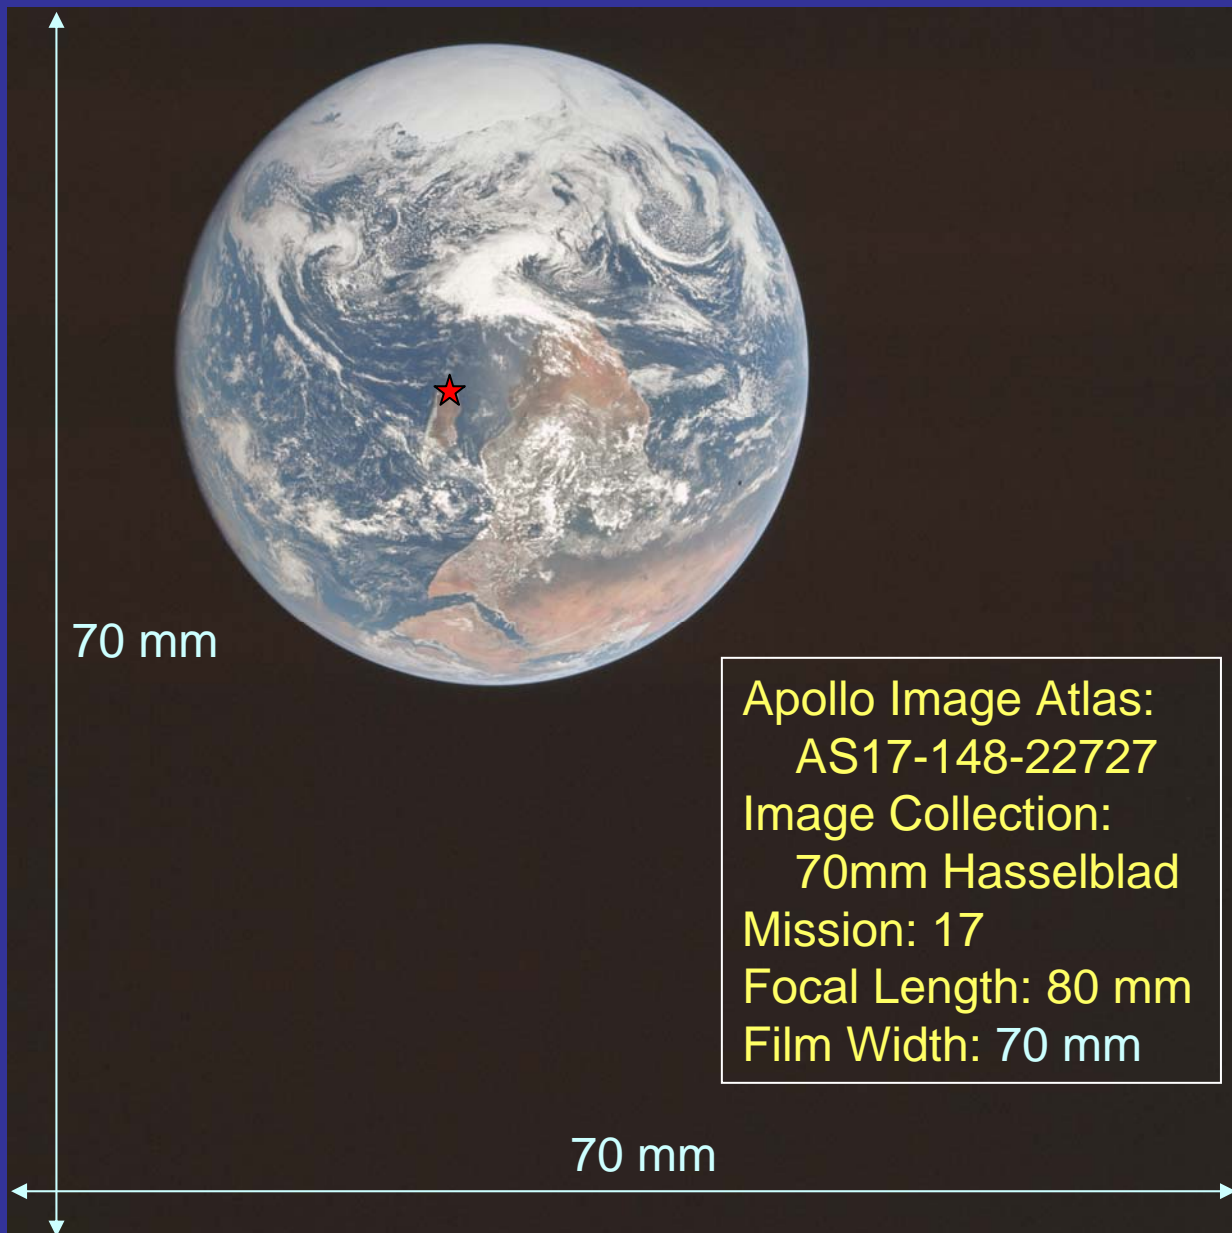 70 mm
Apollo Image Atlas:
AS17-148-22727
Image Collection:
70mm Hasselblad
Mission: 17
Focal Length: 80 mm
Film Width: 70 mm
70 mm